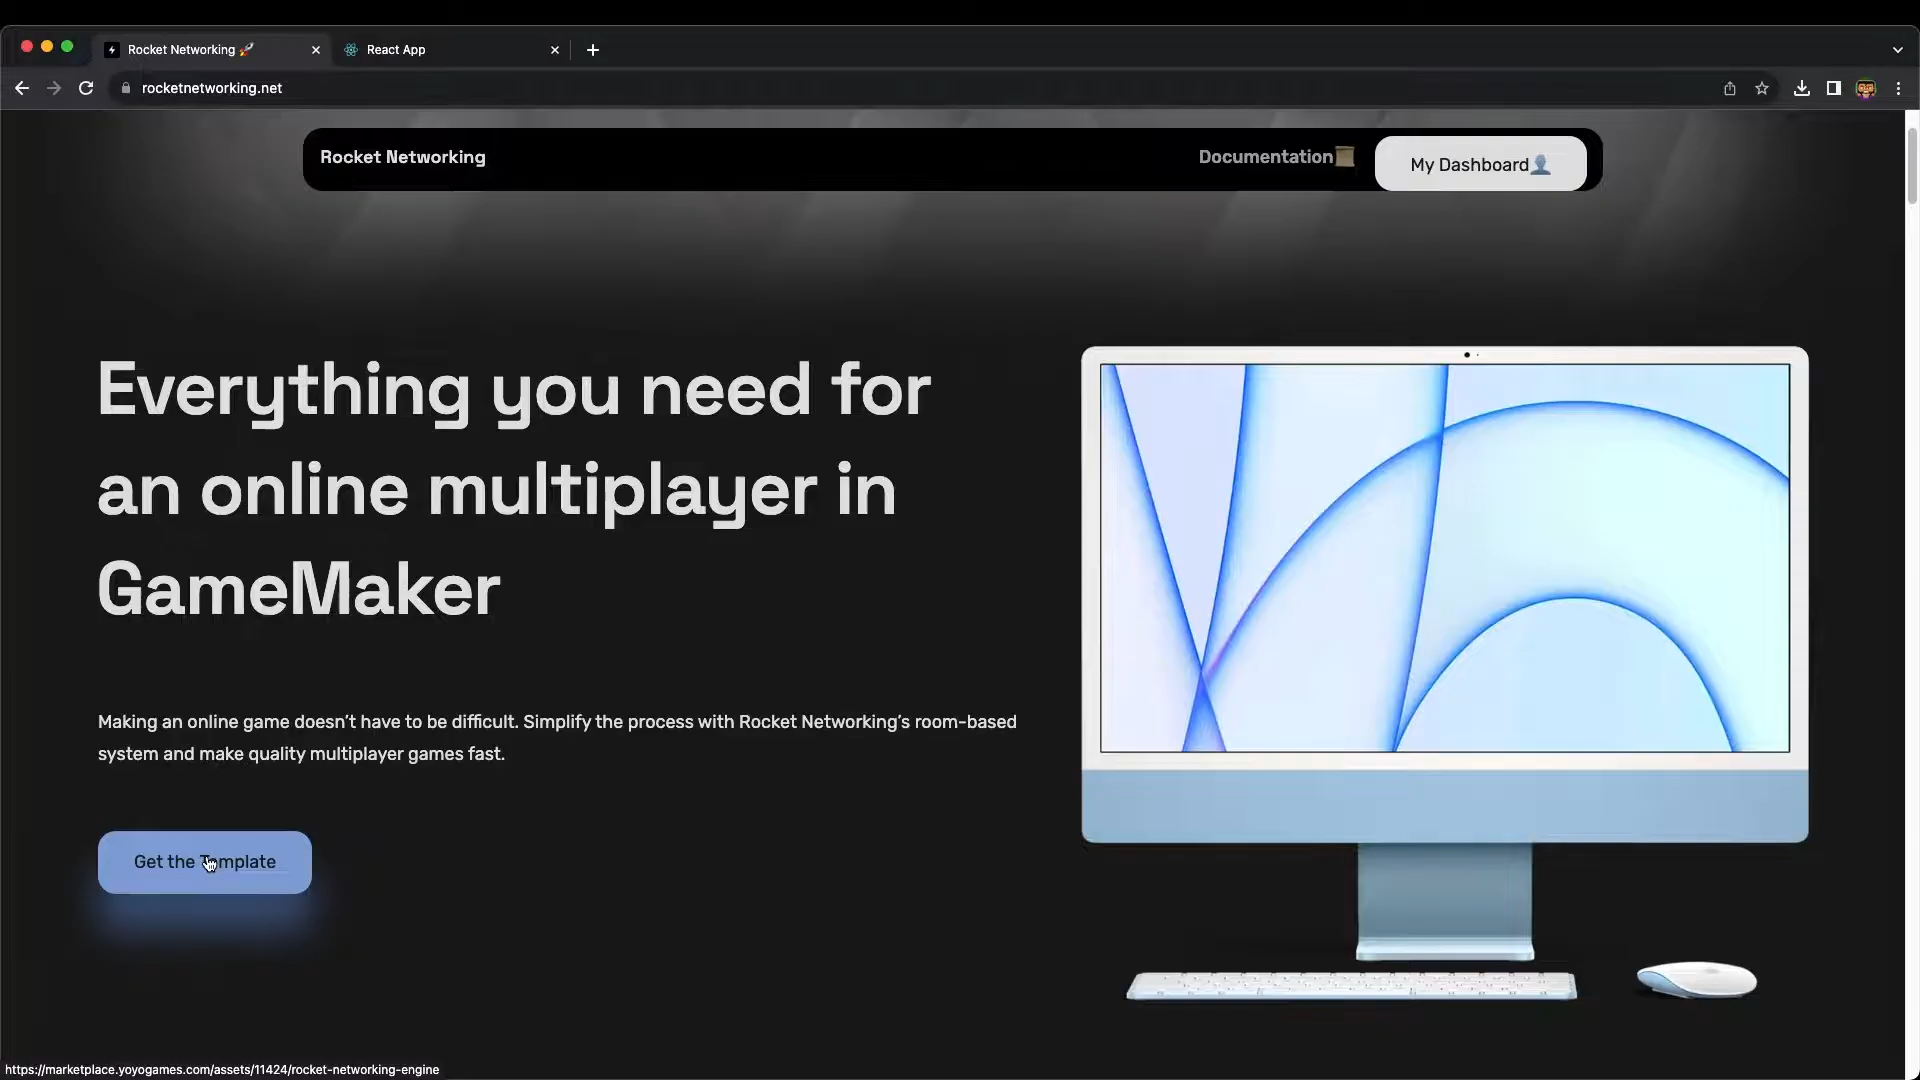 Rocket Networking 🚀
React App
rocketnetworking.net
Rocket Networking
Documentation📜
My Dashboard👤
Everything you need for
an online multiplayer in
GameMaker
Making an online game doesn't have to be difficult. Simplify the process with Rocket Networking's room-based
system and make quality multiplayer games fast.
Get the Template
https://marketplace.yoyogames.com/assets/11424/rocket-networking-engine